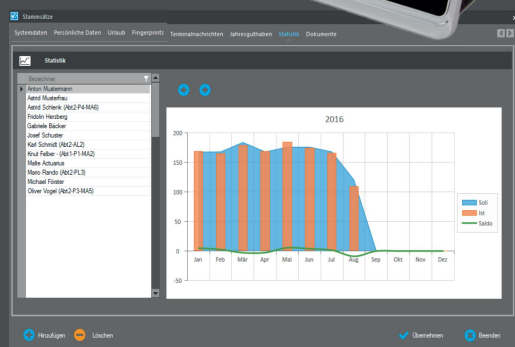 Stammsätze
Systemdaten Persönliche Daten Urlaub Fingerprints Terminalnachrichten Jahresguthaben Statistik Dokumente
Statistik
Bezeichner
Anton Mustermann
Astrid Musterfrau
Astrid Schlenk (Abt2-P4-MA6)
Fridolin Herzberg
Gabriele Bäcker
Josef Schuster
Karl Schmidt (Abt2-AL2)
Knut Felber - (Abt1-P1-MA2)
Malte Actuarius
Mario Rando (Abt2-PL3)
Michael Förster
Oliver Vogel (Abt2-P3-MA5)
2016
200
150
100
50
0
-50
Jan Feb Mär Apr Mai Jun Jul Aug Sep Okt Nov Dez
Soll
Ist
Saldo
Hinzufügen Löschen Übernehmen Beenden